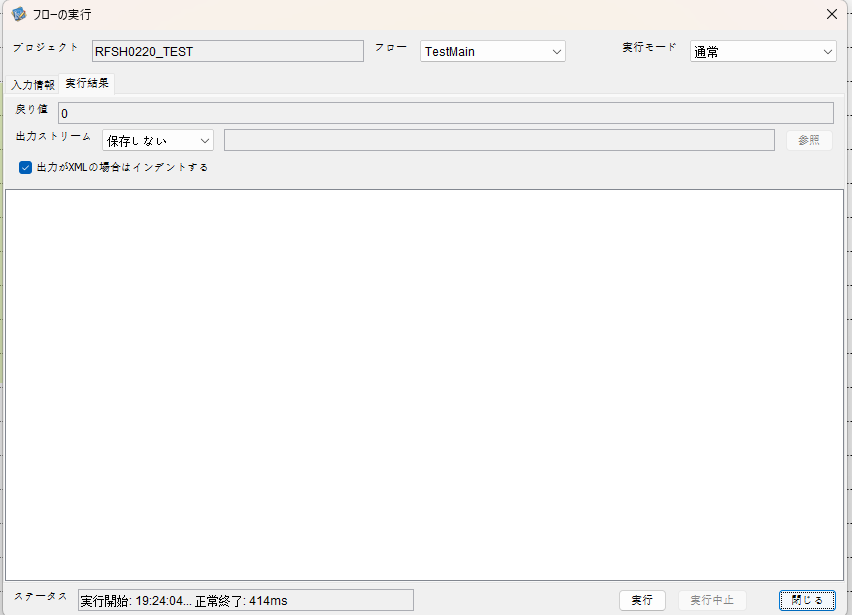 フローの実行
プロジェクト RFSH0220_TEST フロー TestMain 実行モード 通常
入力情報 実行結果
戻り値 0
出力ストリーム 保存しない 参照
出力がXMLの場合はインデントする
ステータス 実行開始: 19:24:04... 正常終了: 414ms 実行 実行中止 閉じる